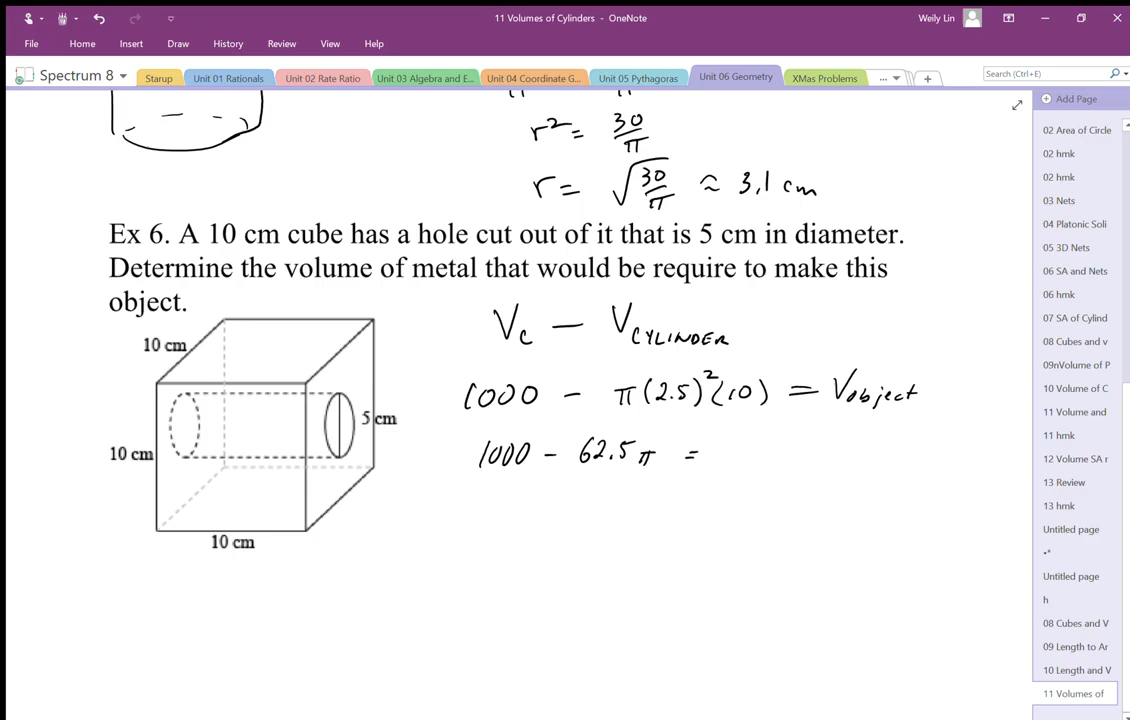 11 Volumes of Cylinders - OneNote
Weily Lin
File Home Insert Draw History Review View Help
Spectrum 8
Starup
Unit 01 Rationals
Unit 02 Rate Ratio
Unit 03 Algebra and E...
Unit 04 Coordinate G...
Unit 05 Pythagoras
Unit 06 Geometry
XMas Problems
...
Search (Ctrl+E)
π π
r² = 30/π
r = √30/π ≈ 3.1 cm
Ex 6. A 10 cm cube has a hole cut out of it that is 5 cm in diameter.
Determine the volume of metal that would be require to make this
object.
10 cm
5 cm
10 cm
10 cm
Vc — VCYLINDER
1000 - π(2.5)²(10) = Vobject
1000 - 62.5π =
Add Page
02 Area of Circle
02 hmk
02 hmk
03 Nets
04 Platonic Soli
05 3D Nets
06 SA and Nets
06 hmk
07 SA of Cylind
08 Cubes and v
09nVolume of P
10 Volume of C
11 Volume and
11 hmk
12 Volume SA r
13 Review
13 hmk
Untitled page
•*
Untitled page
h
08 Cubes and V
09 Length to Ar
10 Length and V
11 Volumes of